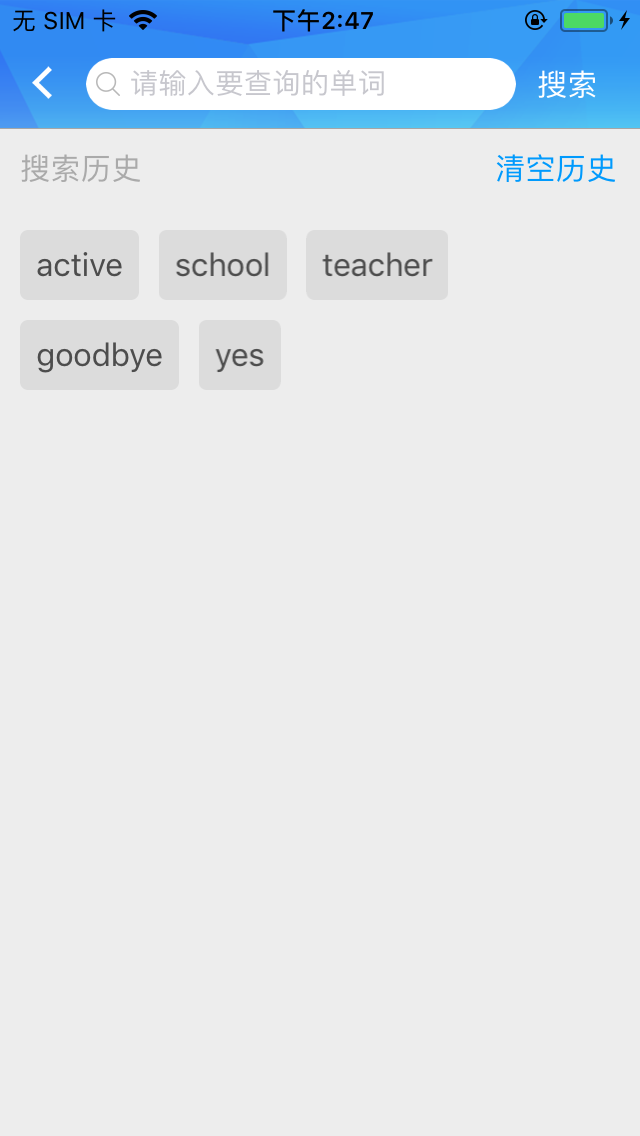 无 SIM 卡 下午2:47
请输入要查询的单词 搜索
搜索历史 清空历史
active school teacher
goodbye yes